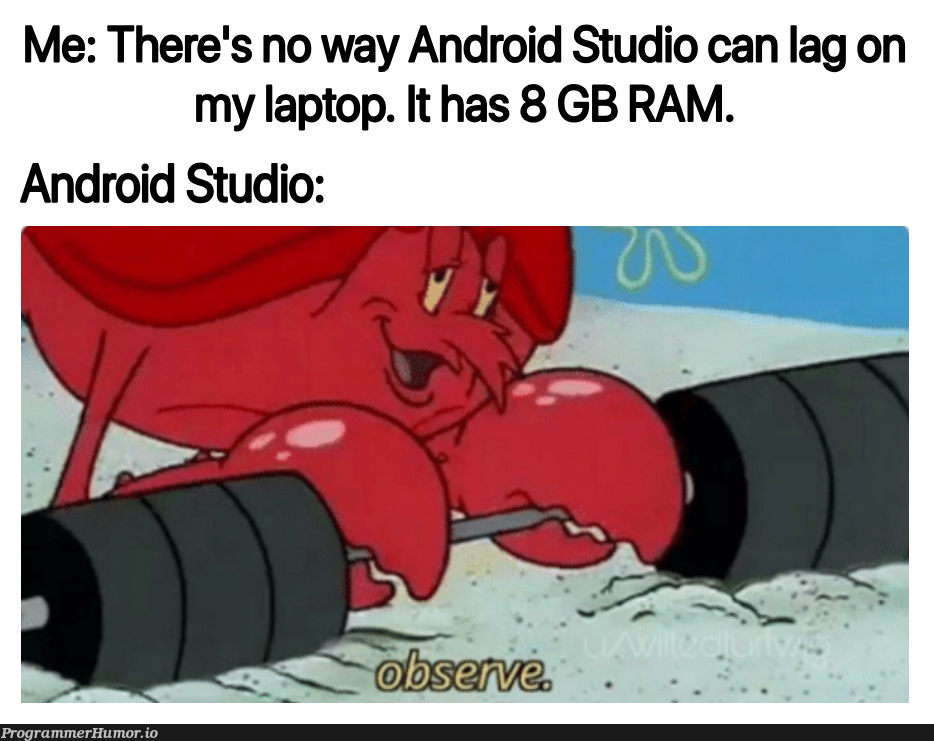 Me: There's no way Android Studio can lag on
my laptop. It has 8 GB RAM.
Android Studio:
observe.
ProgrammerHumor.io